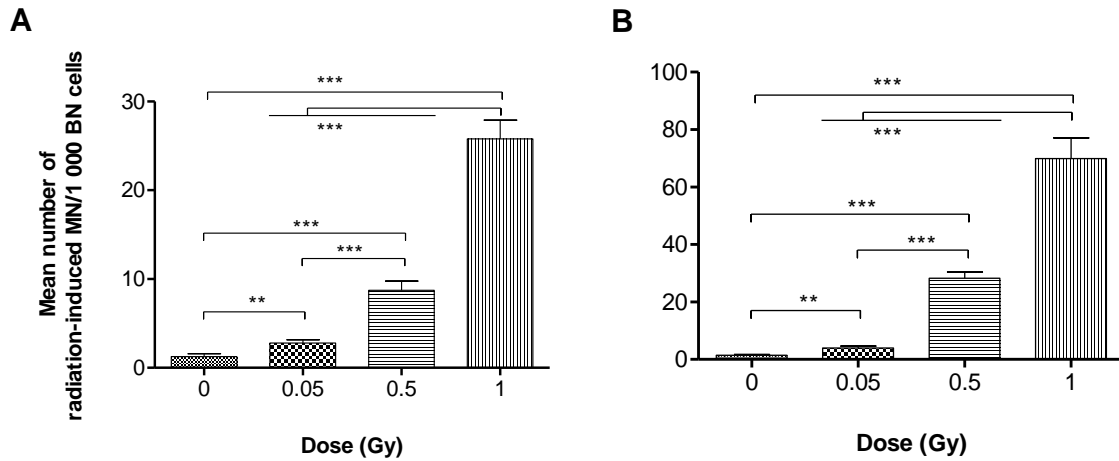 A
Mean number of
radiation-induced MN/1 000 BN cells
30
20
10
0
***
***
***
***
**
0 0.05 0.5 1
Dose (Gy)
B
100
80
60
40
20
0
***
***
***
***
**
0 0.05 0.5 1
Dose (Gy)